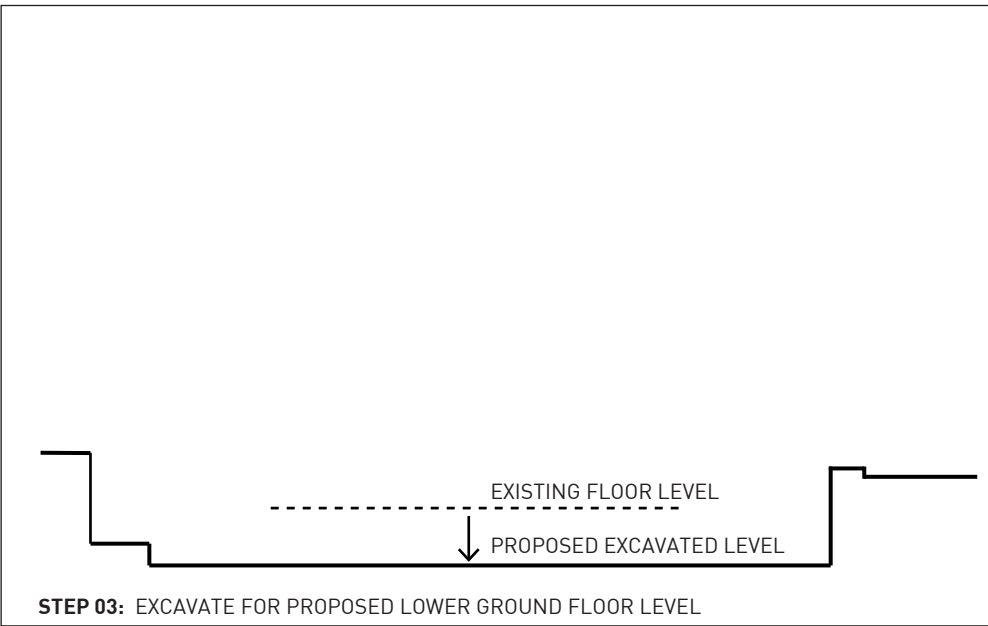 EXISTING FLOOR LEVEL
PROPOSED EXCAVATED LEVEL
STEP 03: EXCAVATE FOR PROPOSED LOWER GROUND FLOOR LEVEL